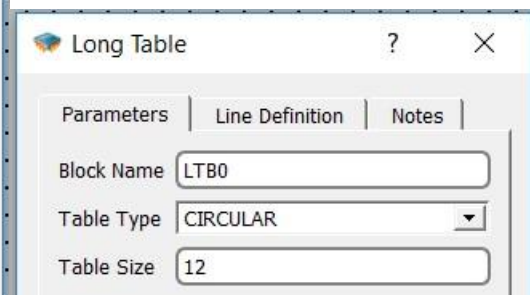 Long Table ?
Parameters Line Definition Notes
Block Name LTB0
Table Type CIRCULAR
Table Size 12